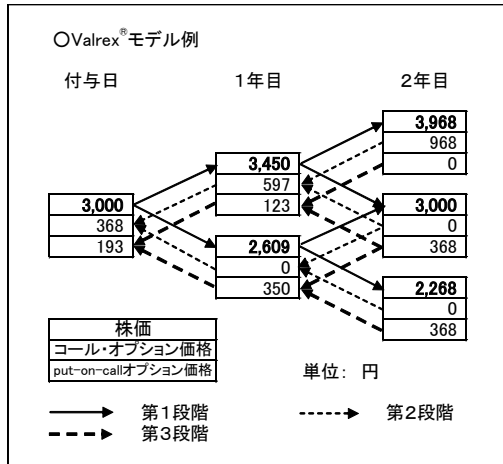 ○Valrex®モデル例
付与日 1年目 2年目
3,968
968
0
3,450
597
123
3,000
368
193
3,000
0
368
2,609
0
350
2,268
0
368
株価
コール・オプション価格
put-on-callオプション価格
単位: 円
第1段階 第2段階
第3段階